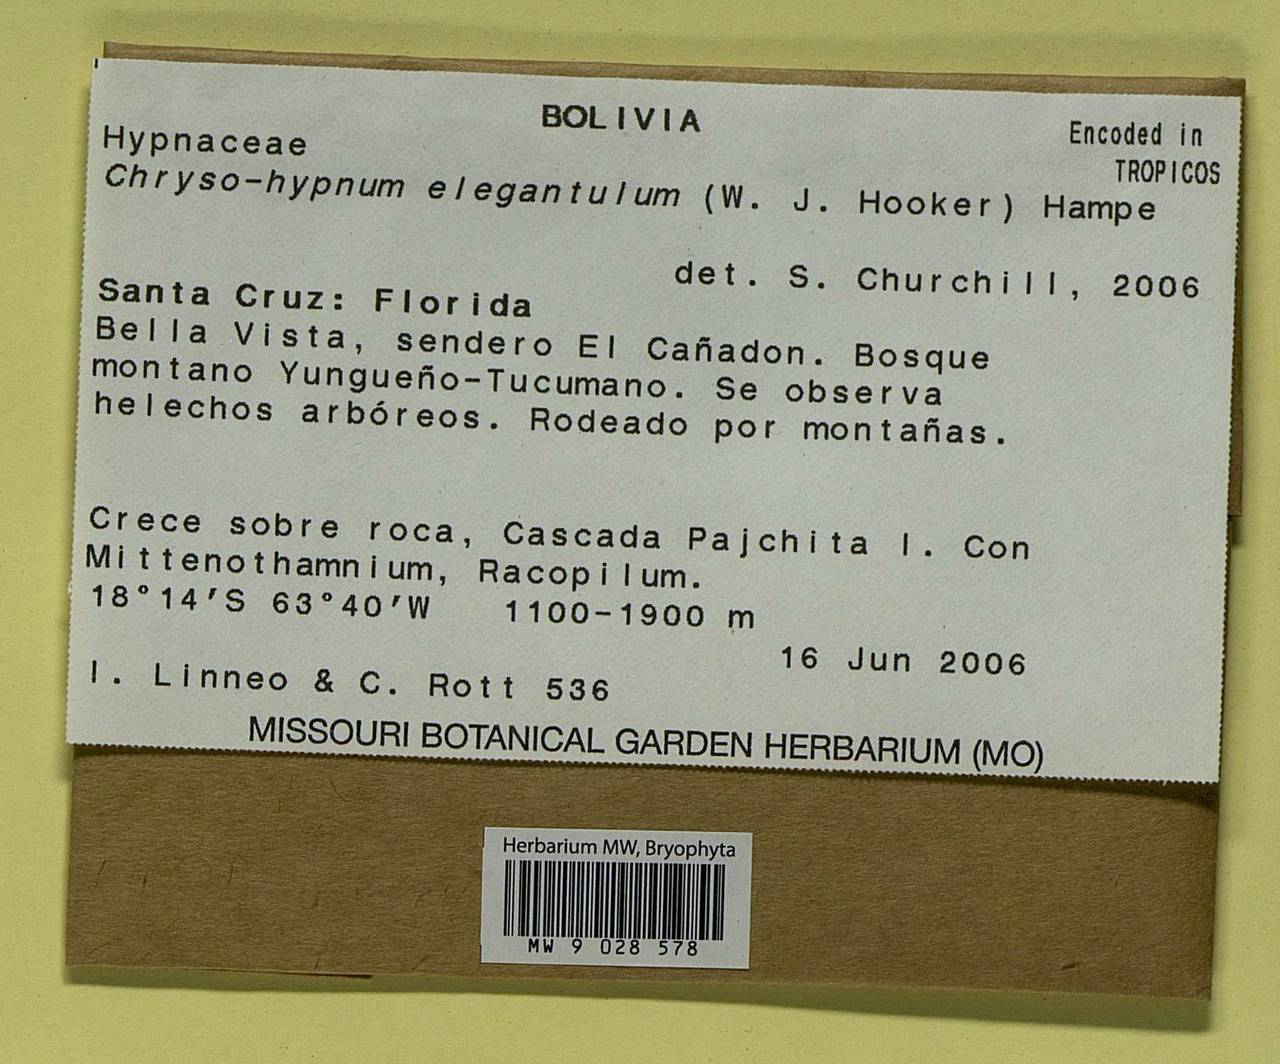 BOLIVIA
Encoded in
TROPICOS
Hypnaceae
Chryso-hypnum elegantulum (W. J. Hooker) Hampe
det. S. Churchill, 2006
Santa Cruz: Florida
Bella Vista, sendero El Cañadon. Bosque
montano Yungueño-Tucumano. Se observa
helechos arbóreos. Rodeado por montañas.
Crece sobre roca, Cascada Pajchita I. Con
Mittenothamnium, Racopilum.
18°14'S 63°40'W 1100-1900 m
16 Jun 2006
I. Linneo & C. Rott 536
MISSOURI BOTANICAL GARDEN HERBARIUM (MO)
Herbarium MW, Bryophyta
MW 9 028 578